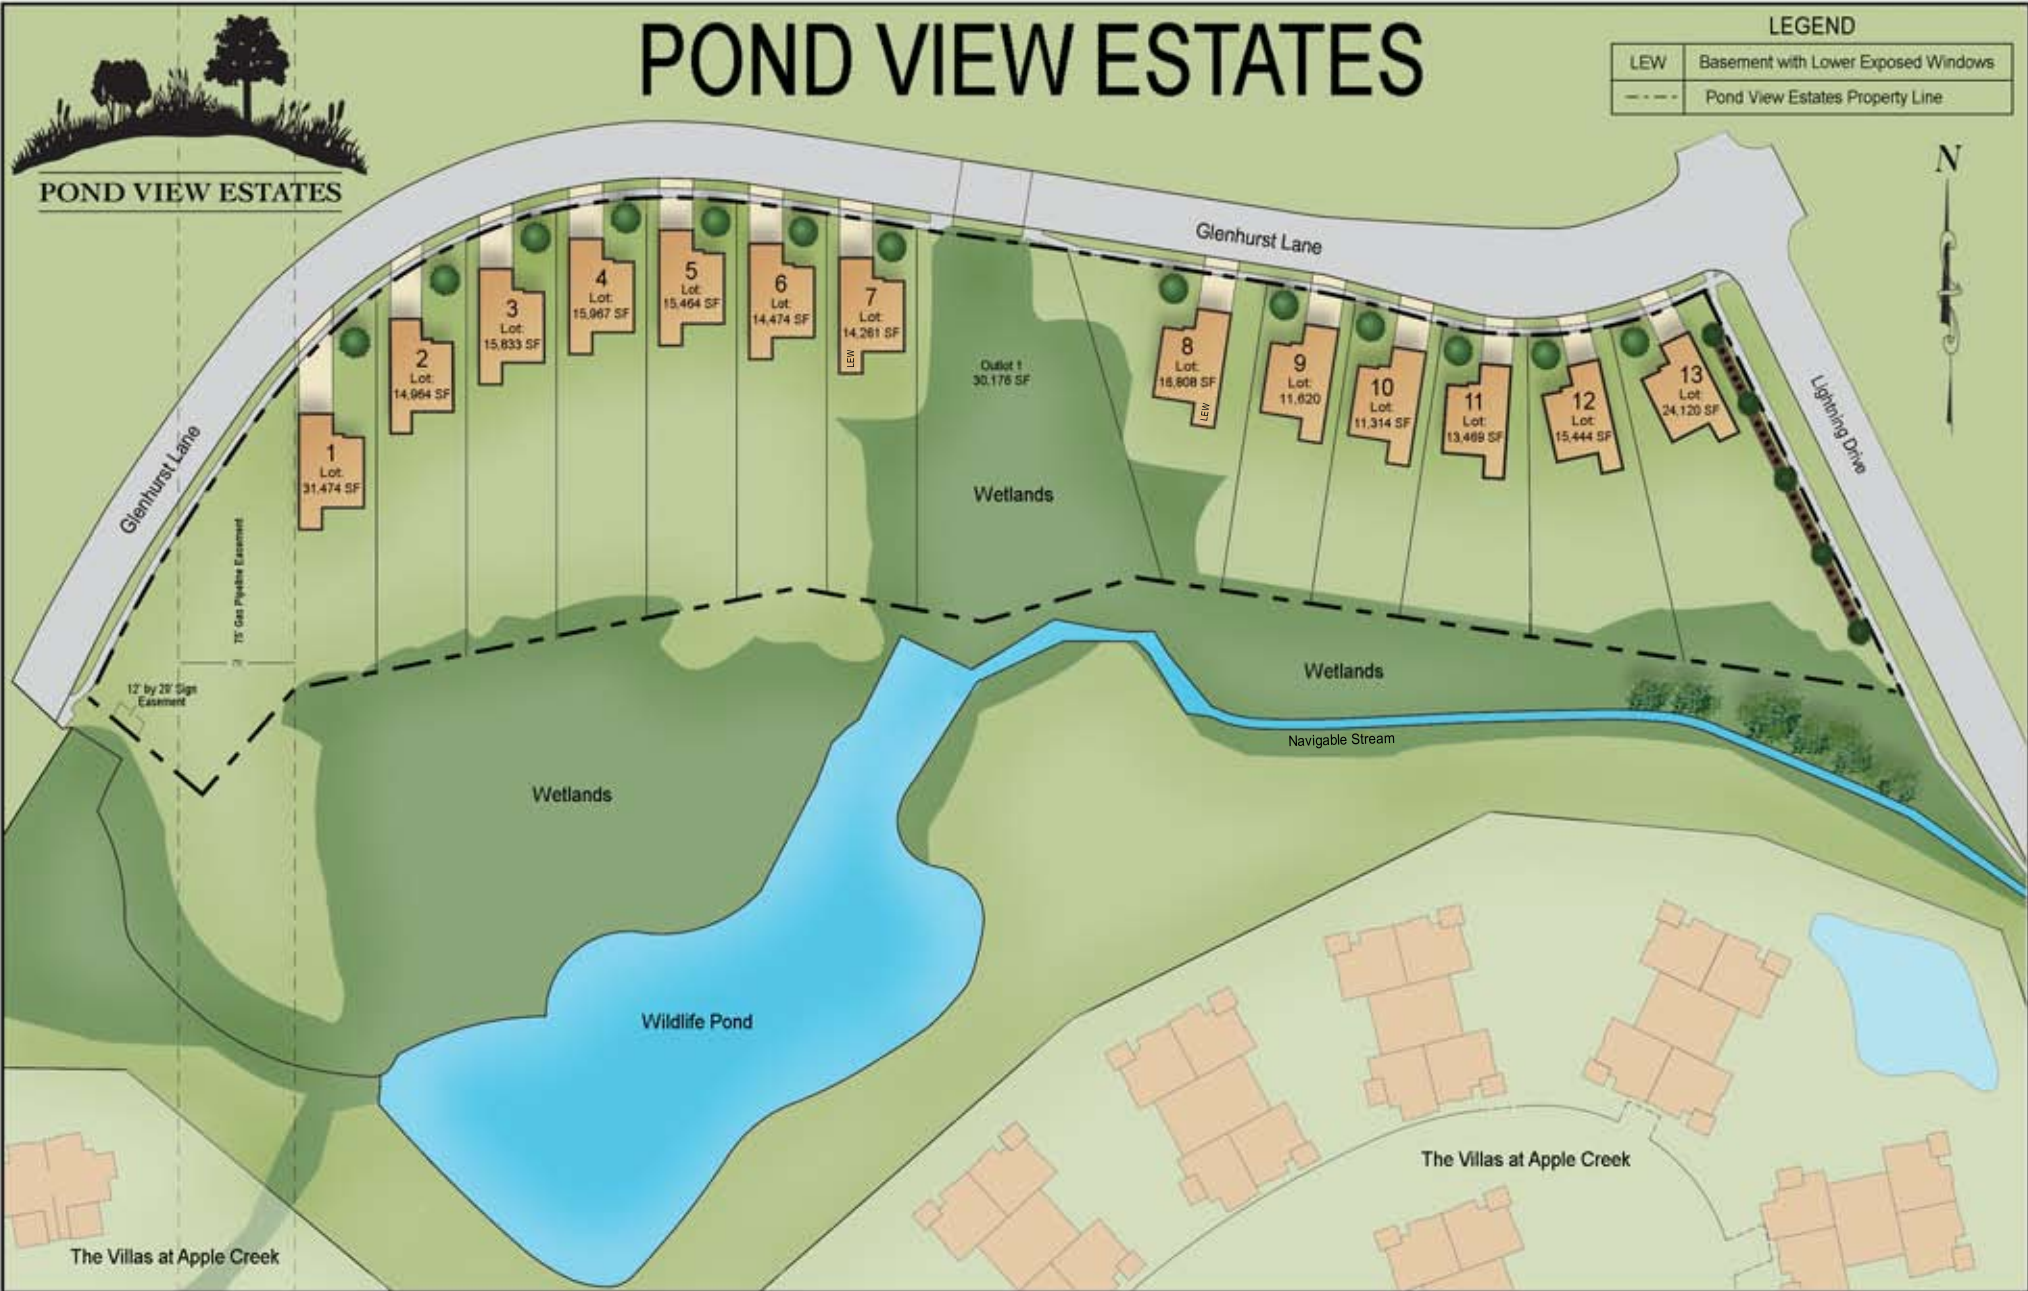 POND VIEW ESTATES
LEGEND
LEW Basement with Lower Exposed Windows
Pond View Estates Property Line
POND VIEW ESTATES
N
Glenhurst Lane
Glenhurst Lane
Lightning Drive
1
Lot:
31,474 SF
2
Lot:
14,964 SF
3
Lot:
15,833 SF
4
Lot:
15,967 SF
5
Lot:
15,464 SF
6
Lot:
14,474 SF
7
Lot:
14,261 SF
LEW
Outlot 1
30,176 SF
Wetlands
8
Lot:
16,808 SF
LEW
9
Lot:
11,620
10
Lot:
11,314 SF
11
Lot:
13,469 SF
12
Lot:
15,444 SF
13
Lot:
24,120 SF
75' Gas Pipeline Easement
12' by 20' Sign
Easement
Wetlands
Navigable Stream
Wetlands
Wildlife Pond
The Villas at Apple Creek
The Villas at Apple Creek